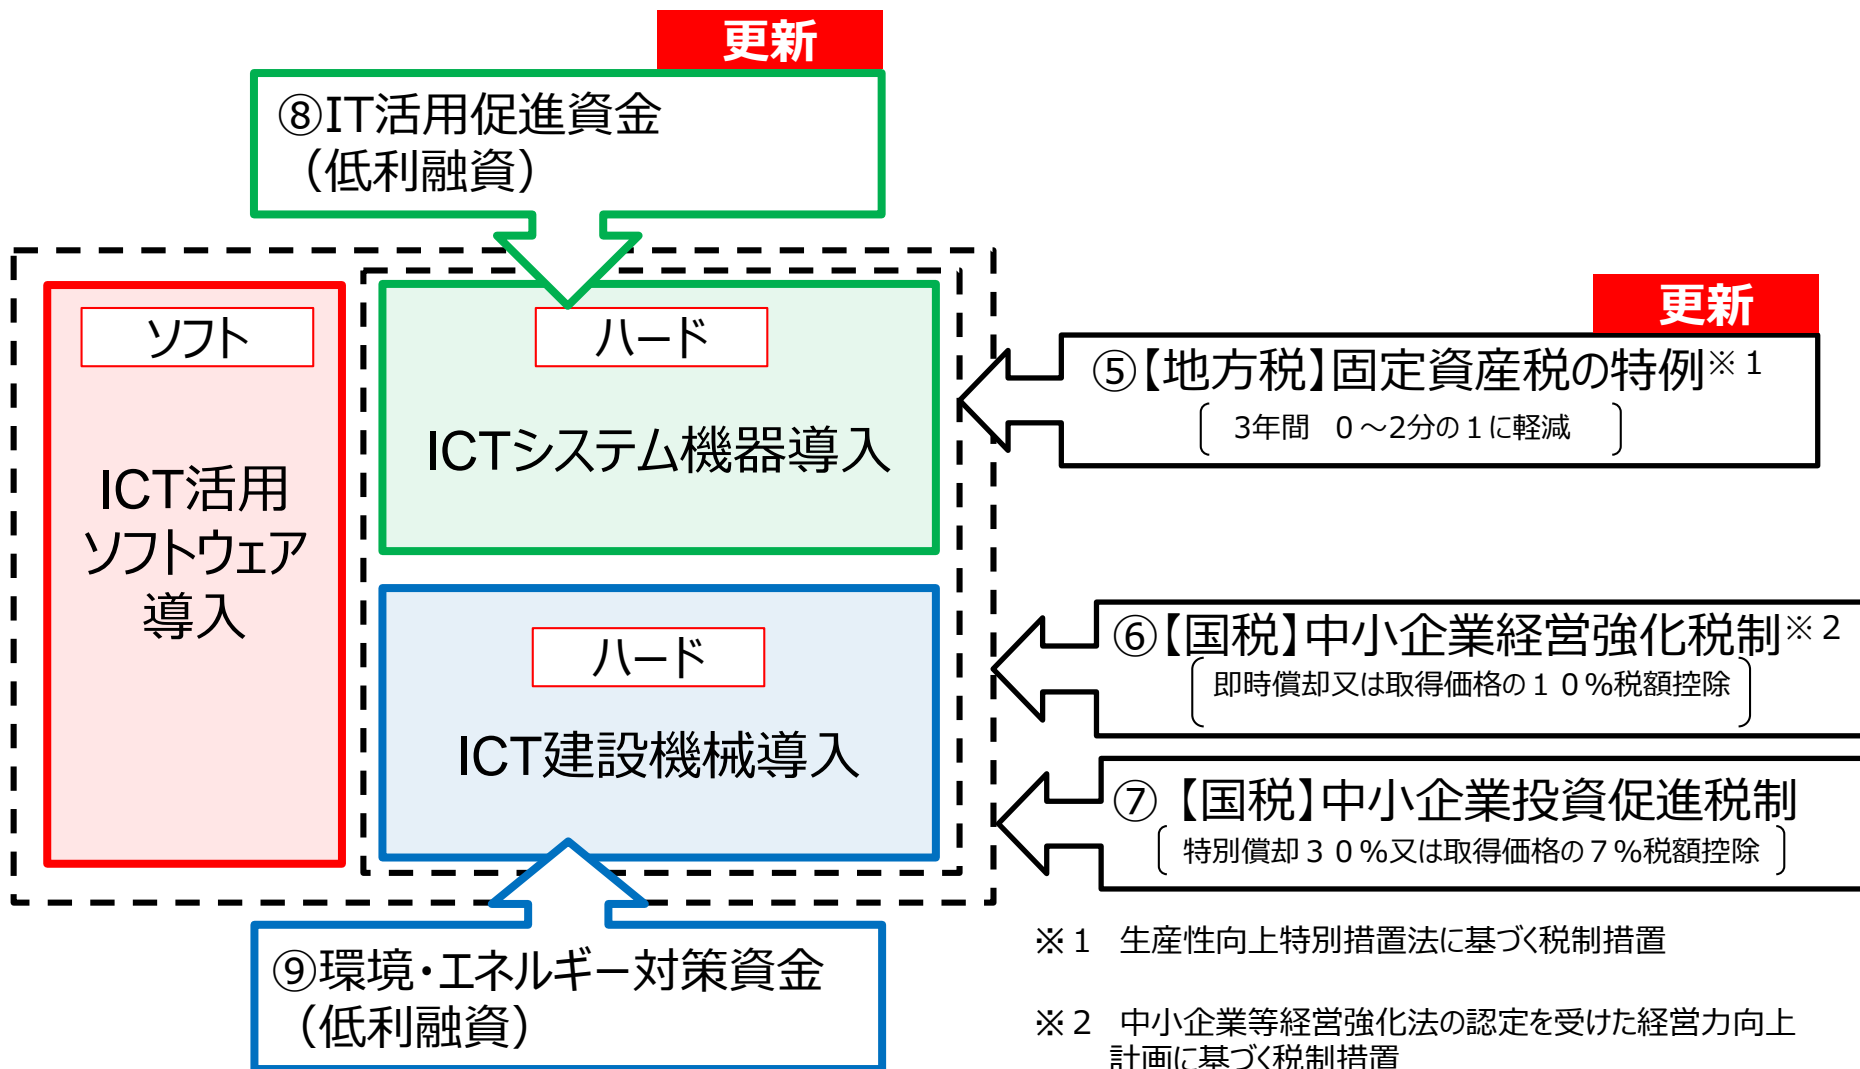 更新
⑧IT活用促進資金
（低利融資）
ソフト
ICT活用
ソフトウェア
導入
ハード
ICTシステム機器導入
ハード
ICT建設機械導入
更新
⑤【地方税】固定資産税の特例※１
3年間　０～2分の１に軽減
⑥【国税】中小企業経営強化税制※２
即時償却又は取得価格の１０％税額控除
⑦【国税】中小企業投資促進税制
特別償却３０％又は取得価格の７％税額控除
⑨環境・エネルギー対策資金
（低利融資）
※１　生産性向上特別措置法に基づく税制措置
※２　中小企業等経営強化法の認定を受けた経営力向上
計画に基づく税制措置